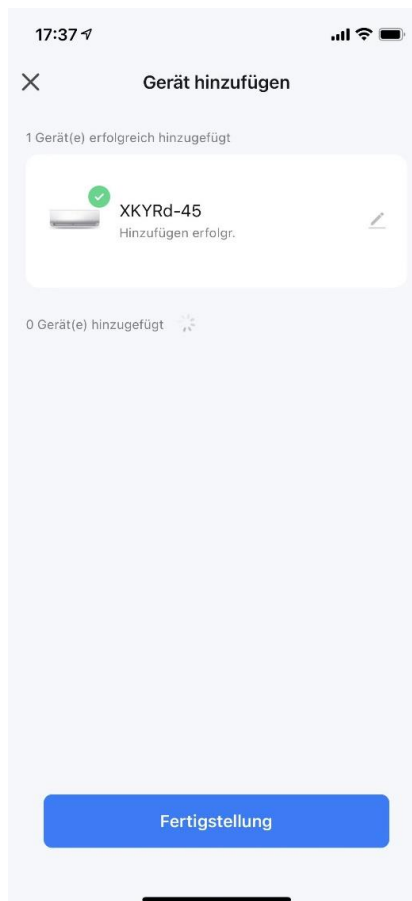 17:37
Gerät hinzufügen
1 Gerät(e) erfolgreich hinzugefügt
XKYRd-45
Hinzufügen erfolgr.
0 Gerät(e) hinzugefügt
Fertigstellung